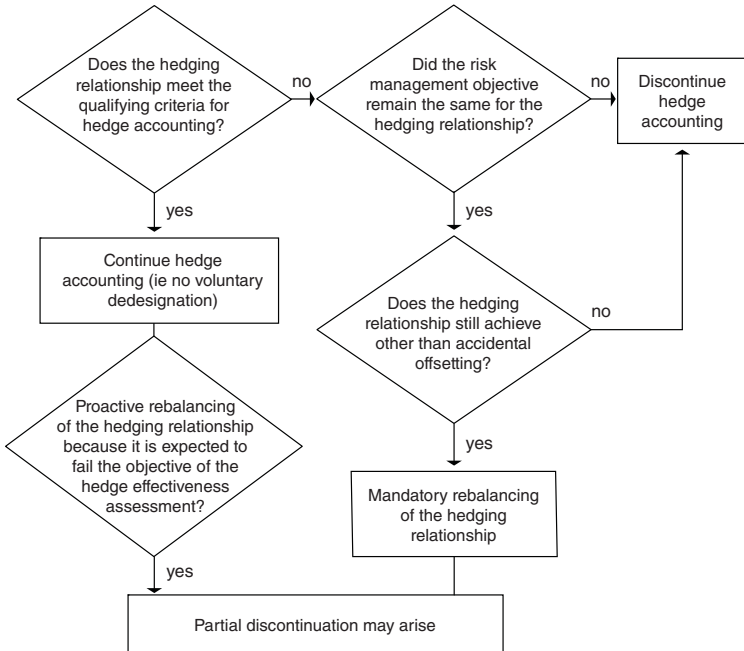 Does the hedging
relationship meet the
qualifying criteria for
hedge accounting?
no
Did the risk
management objective
remain the same for the
hedging relationship?
no
Discontinue
hedge
accounting
yes
yes
Continue hedge
accounting (ie no voluntary
dedesignation)
Does the hedging
relationship still achieve
other than accidental
offsetting?
no
Proactive rebalancing
of the hedging relationship
because it is expected to
fail the objective of the
hedge effectiveness
assessment?
yes
Mandatory rebalancing
of the hedging
relationship
yes
Partial discontinuation may arise